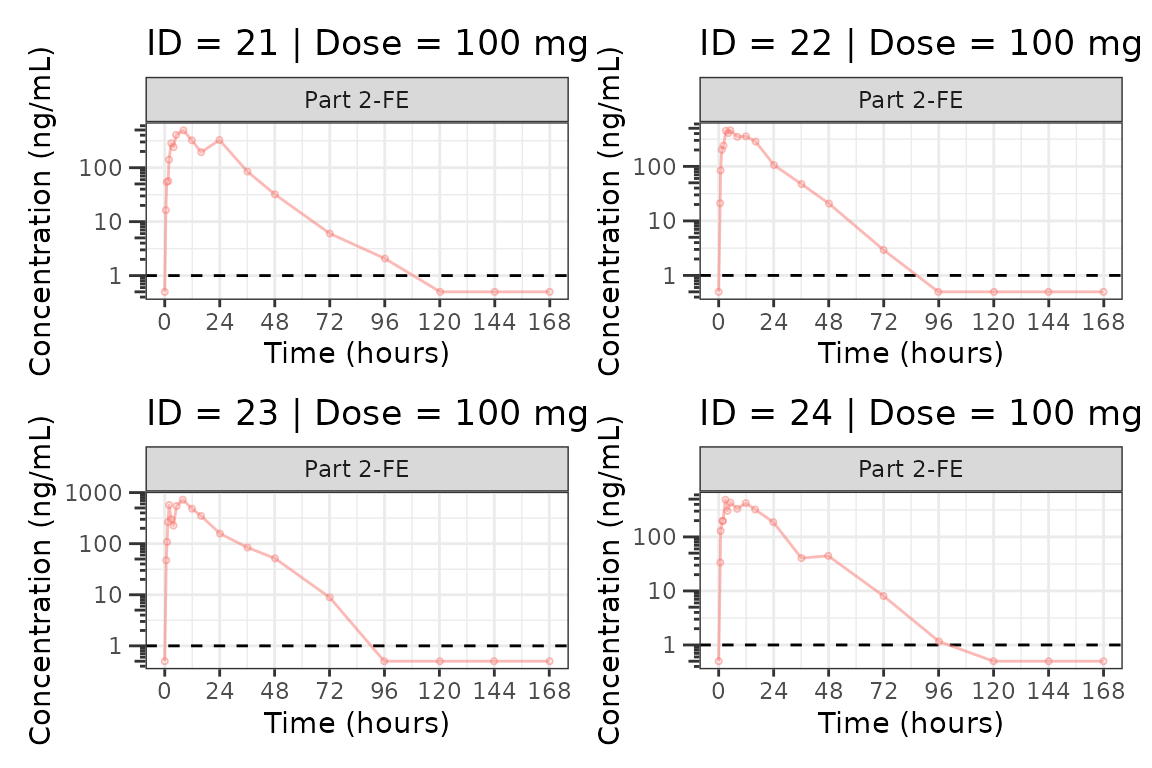 ID = 21 | Dose = 100 mg
Part 2-FE
Concentration (ng/mL)
100
10
1
0 24 48 72 96 120 144 168
Time (hours)
ID = 22 | Dose = 100 mg
Part 2-FE
Concentration (ng/mL)
100
10
1
0 24 48 72 96 120 144 168
Time (hours)
ID = 23 | Dose = 100 mg
Part 2-FE
Concentration (ng/mL)
1000
100
10
1
0 24 48 72 96 120 144 168
Time (hours)
ID = 24 | Dose = 100 mg
Part 2-FE
Concentration (ng/mL)
100
10
1
0 24 48 72 96 120 144 168
Time (hours)